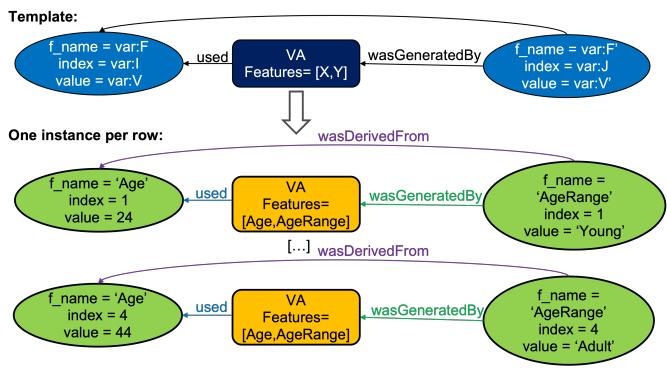 Template:
f_name = var:F
index = var:I
value = var:V
used
VA
Features= [X,Y]
wasGeneratedBy
f_name = var:F'
index = var:J
value = var:V'
One instance per row:
wasDerivedFrom
f_name = ‘Age’
index = 1
value = 24
used
VA
Features=
[Age,AgeRange]
wasGeneratedBy
f_name =
‘AgeRange’
index = 1
value = ‘Young’
[…]
wasDerivedFrom
f_name = ‘Age’
index = 4
value = 44
used
VA
Features=
[Age,AgeRange]
wasGeneratedBy
f_name =
‘AgeRange’
index = 4
value = ‘Adult’